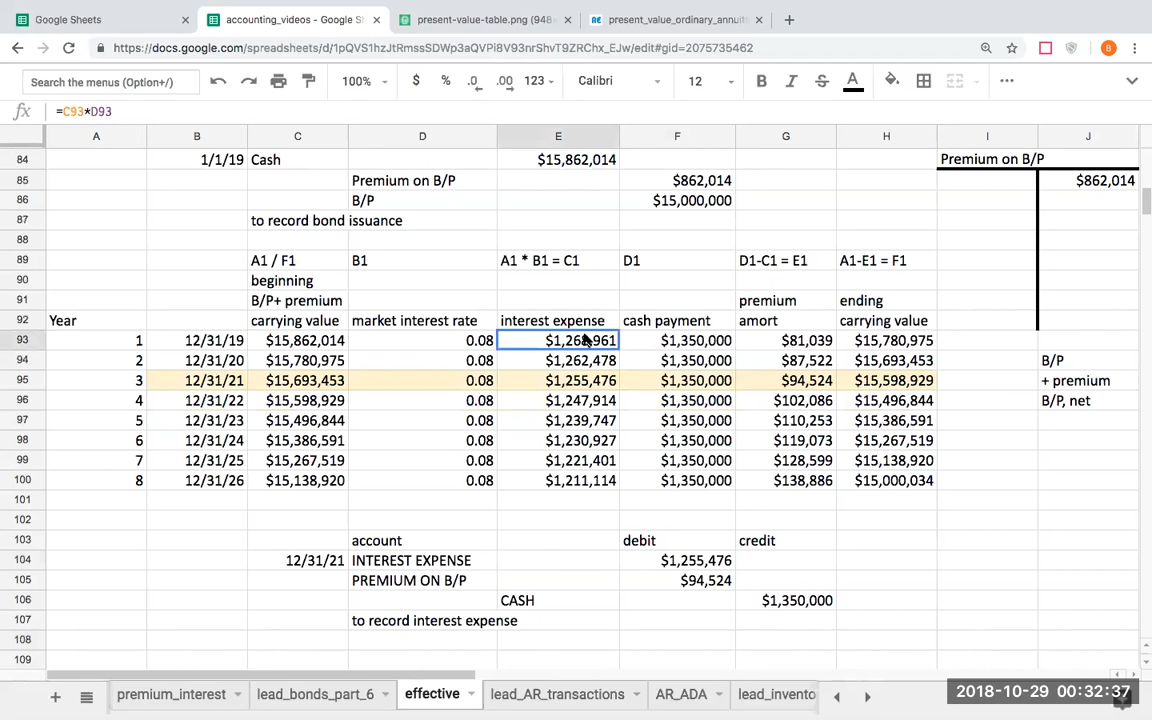 Google Sheets
accounting_videos - Google S
present-value-table.png (948×
present_value_ordinary_annuit
https://docs.google.com/spreadsheets/d/1pQVS1hzJtRmssSDWp3aQVPi8V93nrShvT9ZRChx_EJw/edit#gid=2075735462
B
Search the menus (Option+/)
100% $ % .0 .00 123 Calibri 12 B I S A
fx =C93*D93
A B C D E F G H I J
84 1/1/19 Cash $15,862,014 Premium on B/P
85 Premium on B/P $862,014 $862,014
86 B/P $15,000,000
87 to record bond issuance
88
89 A1 / F1 B1 A1 * B1 = C1 D1 D1-C1 = E1 A1-E1 = F1
90 beginning
91 B/P+ premium premium ending
92 Year carrying value market interest rate interest expense cash payment amort carrying value
93 1 12/31/19 $15,862,014 0.08 $1,268,961 $1,350,000 $81,039 $15,780,975
94 2 12/31/20 $15,780,975 0.08 $1,262,478 $1,350,000 $87,522 $15,693,453 B/P
95 3 12/31/21 $15,693,453 0.08 $1,255,476 $1,350,000 $94,524 $15,598,929 + premium
96 4 12/31/22 $15,598,929 0.08 $1,247,914 $1,350,000 $102,086 $15,496,844 B/P, net
97 5 12/31/23 $15,496,844 0.08 $1,239,747 $1,350,000 $110,253 $15,386,591
98 6 12/31/24 $15,386,591 0.08 $1,230,927 $1,350,000 $119,073 $15,267,519
99 7 12/31/25 $15,267,519 0.08 $1,221,401 $1,350,000 $128,599 $15,138,920
100 8 12/31/26 $15,138,920 0.08 $1,211,114 $1,350,000 $138,886 $15,000,034
101
102
103 account debit credit
104 12/31/21 INTEREST EXPENSE $1,255,476
105 PREMIUM ON B/P $94,524
106 CASH $1,350,000
107 to record interest expense
108
109
premium_interest lead_bonds_part_6 effective lead_AR_transactions AR_ADA lead_invento
2018-10-29 00:32:37